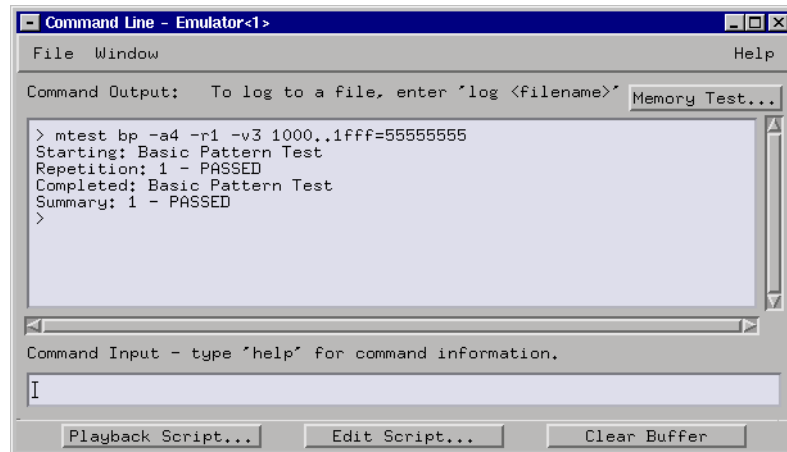 Command Line - Emulator<1>
File Window Help
Command Output: To log to a file, enter 'log <filename>' Memory Test...
> mtest bp -a4 -r1 -v3 1000..1fff=55555555
Starting: Basic Pattern Test
Repetition: 1 - PASSED
Completed: Basic Pattern Test
Summary: 1 - PASSED
>
Command Input - type 'help' for command information.
Playback Script... Edit Script... Clear Buffer